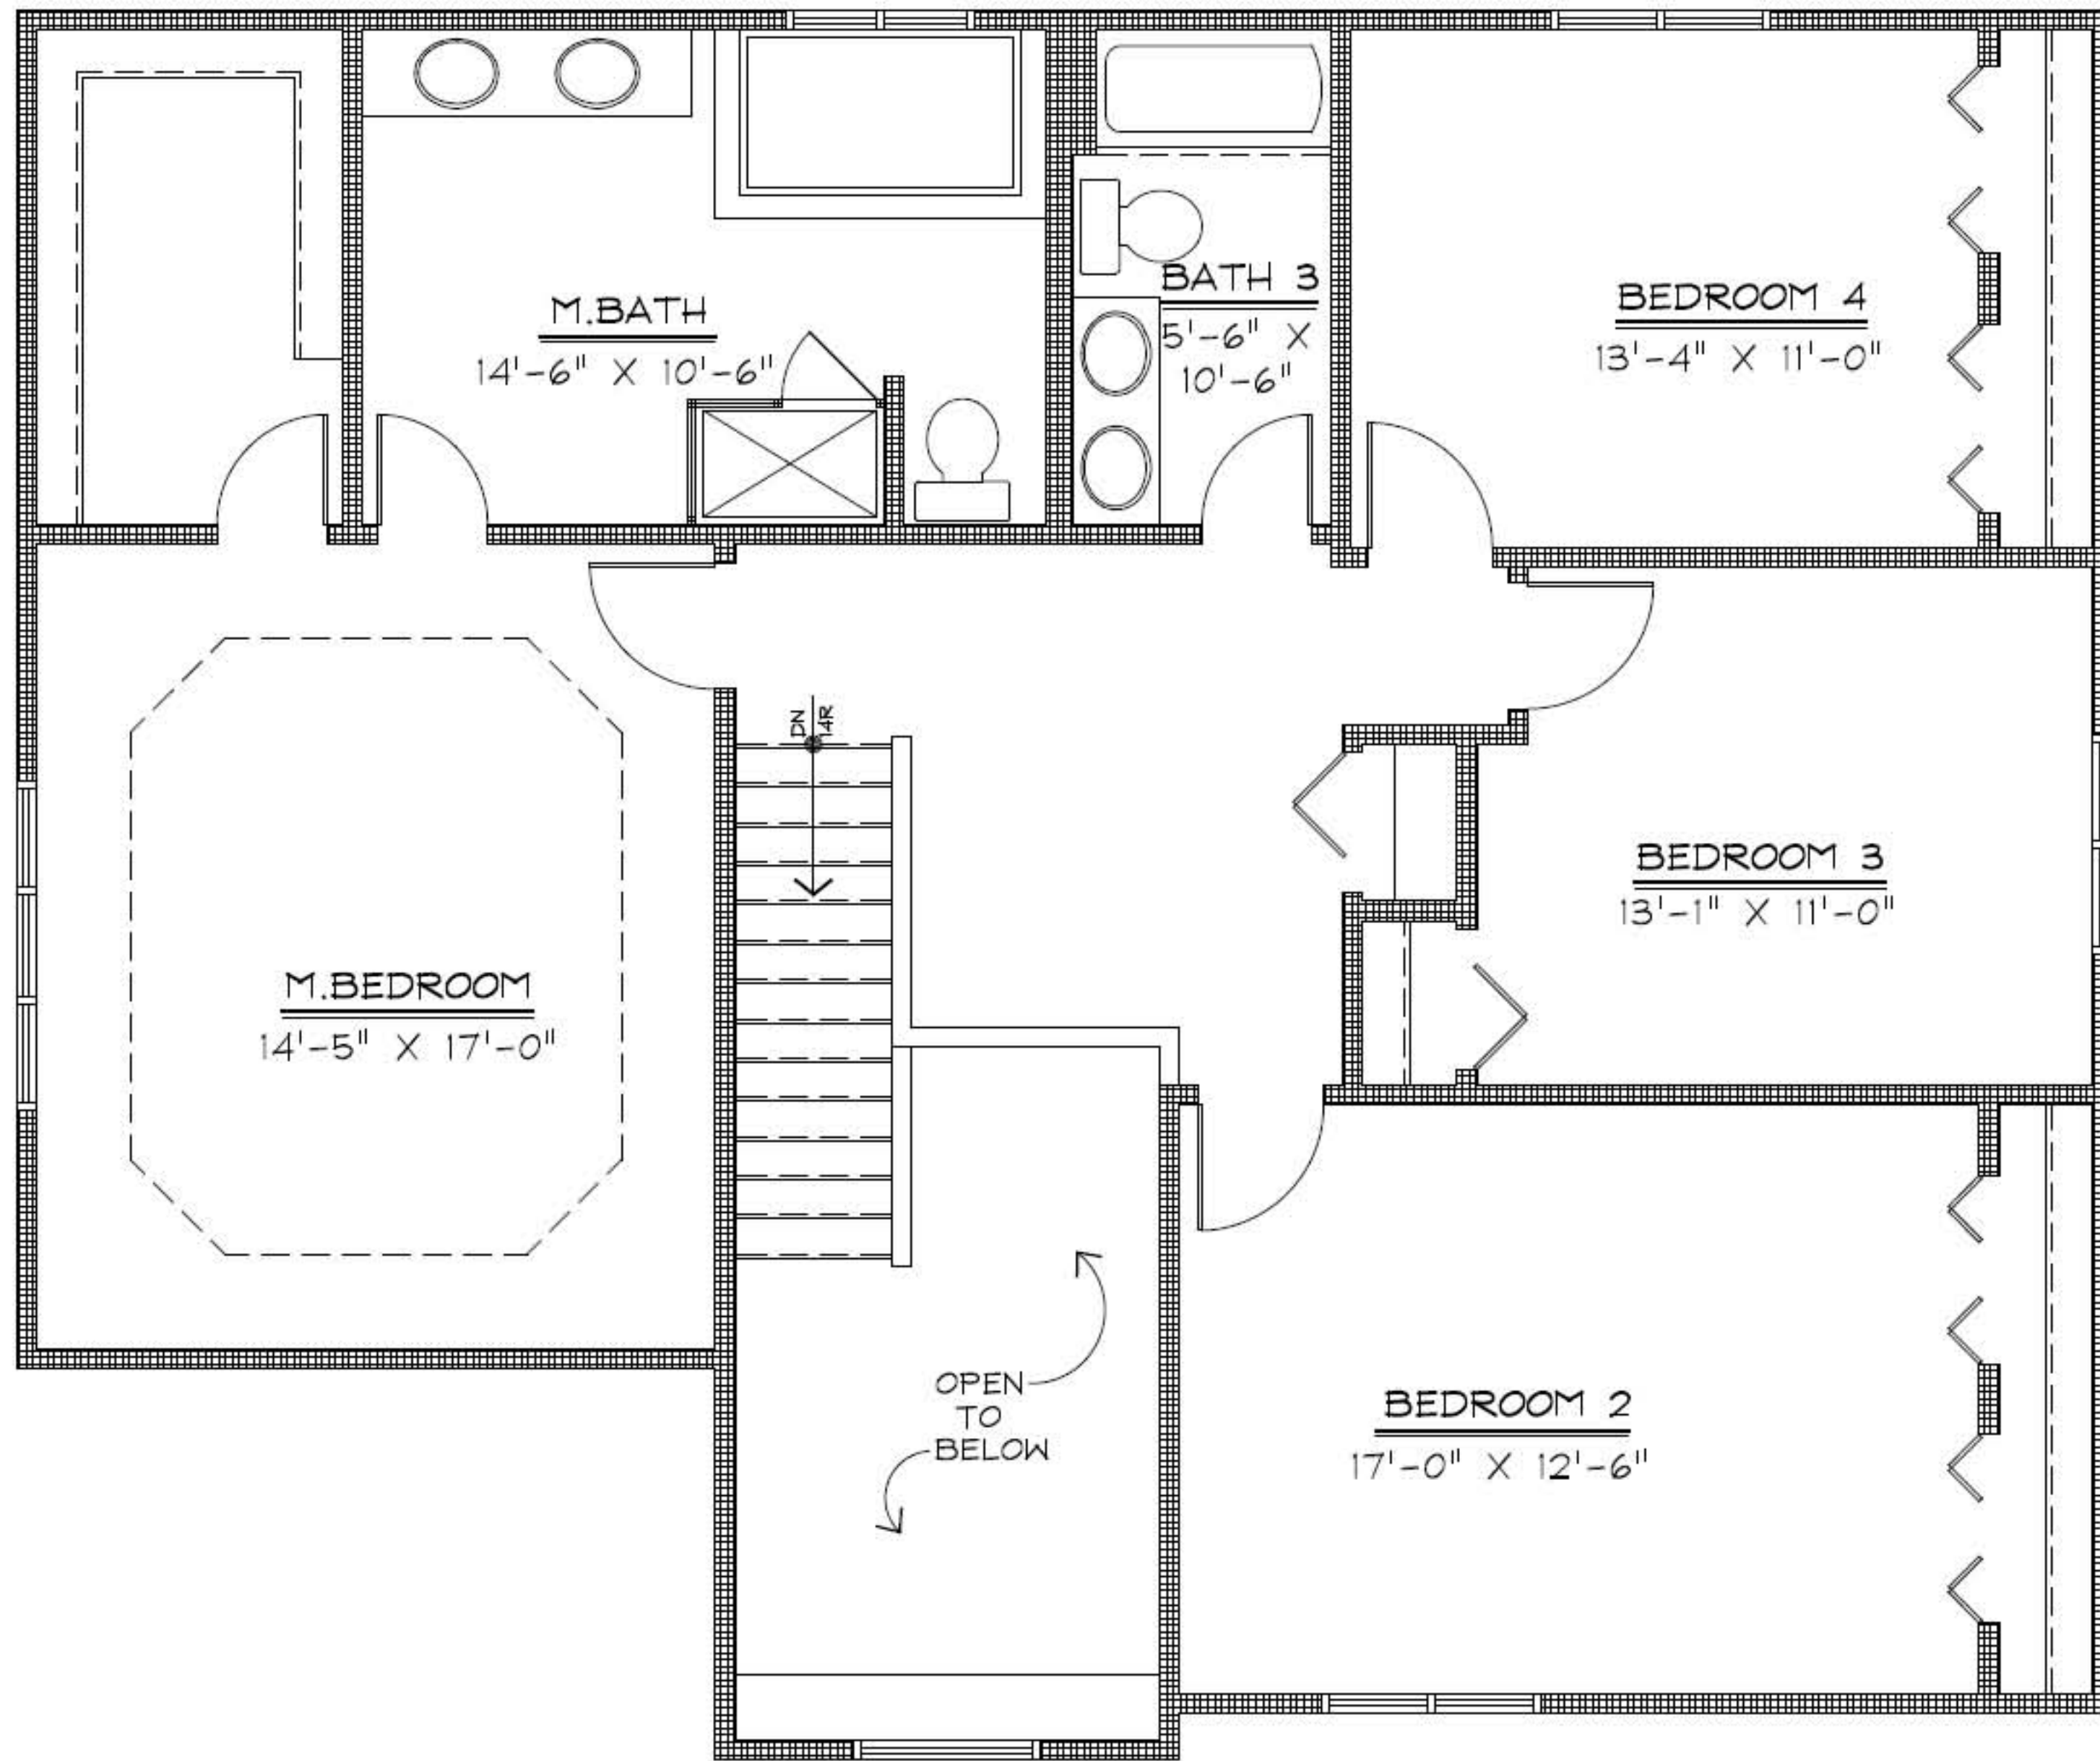 M.BATH
14'-6" X 10'-6"
BATH 3
5'-6" X
10'-6"
BEDROOM 4
13'-4" X 11'-0"
DN
14R
BEDROOM 3
13'-1" X 11'-0"
M.BEDROOM
14'-5" X 17'-0"
OPEN
TO
BELOW
BEDROOM 2
17'-0" X 12'-6"